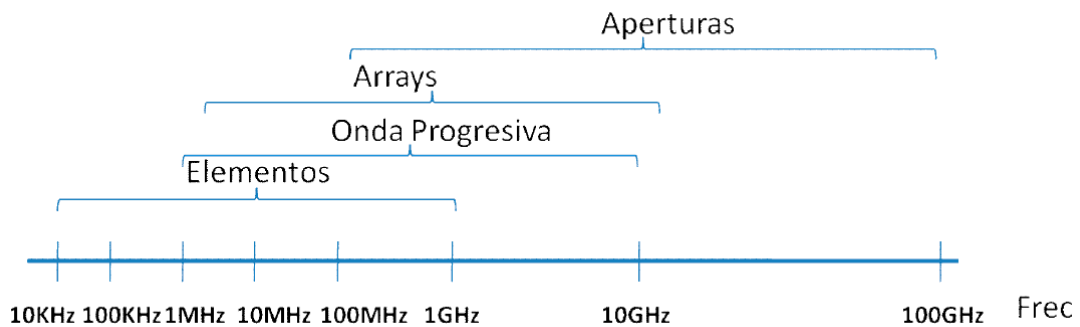 Aperturas
Arrays
Onda Progresiva
Elementos
10KHz 100KHz 1MHz 10MHz 100MHz 1GHz 10GHz 100GHz Frec